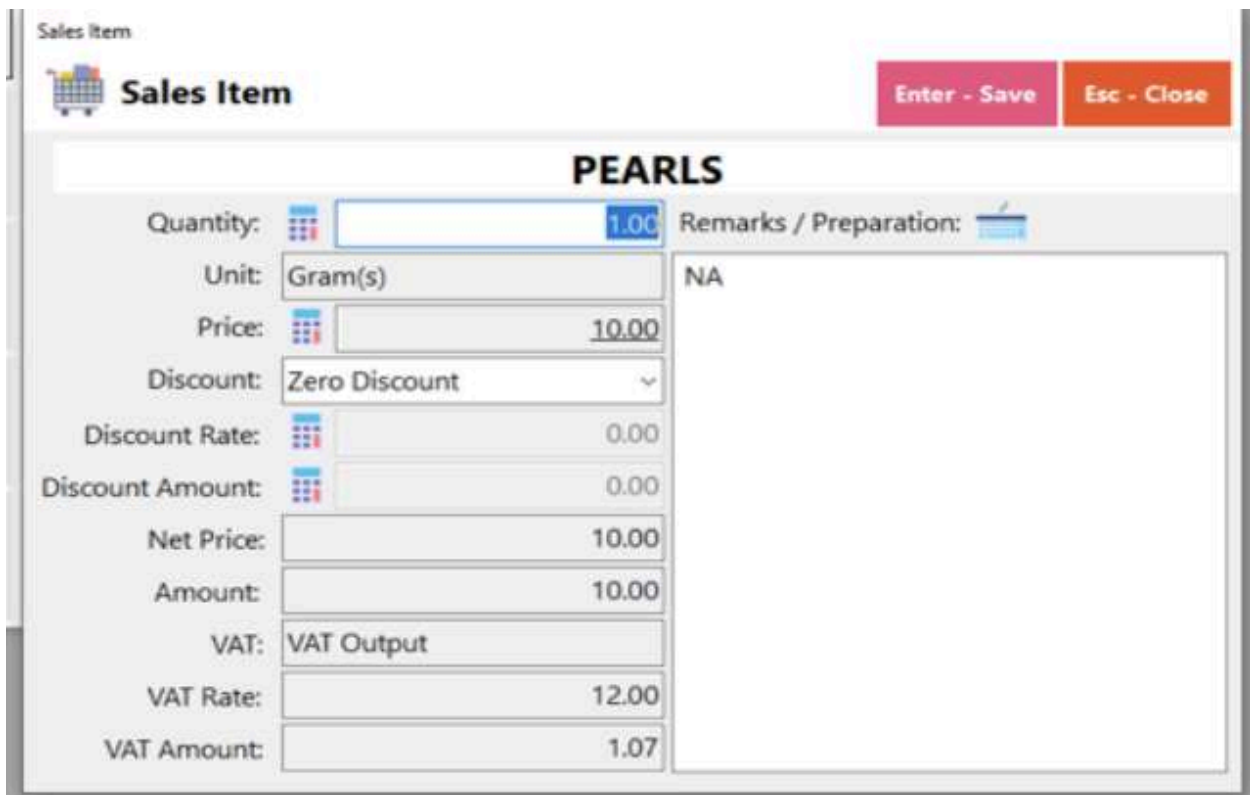 Sales Item
Sales Item
Enter - Save
Esc - Close
PEARLS
Quantity: 1.00
Remarks / Preparation:
NA
Unit: Gram(s)
Price: 10.00
Discount: Zero Discount
Discount Rate: 0.00
Discount Amount: 0.00
Net Price: 10.00
Amount: 10.00
VAT: VAT Output
VAT Rate: 12.00
VAT Amount: 1.07